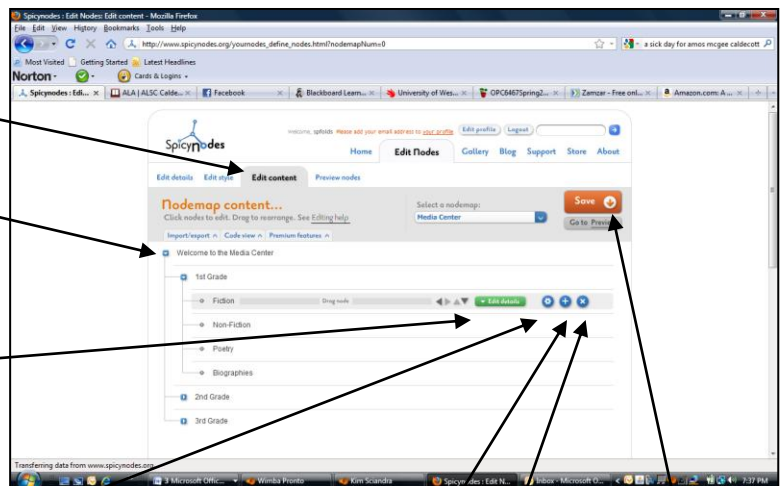 Spicynodes : Edit Nodes: Edit content - Mozilla Firefox
File Edit View History Bookmarks Tools Help
http://www.spicynodes.org/yournodes_define_nodes.html?nodemapNum=0
a sick day for amos mcgee caldecott
Most Visited Getting Started Latest Headlines
Norton - Cards & Logins -
Spicynodes : Edi... ALA | ALSC Calde... Facebook Blackboard Learn... University of Wes... OPC64675pring2... Zamzar - Free onl... Amazon.com: A ...
Spicynodes
welcome, spfolds Please add your email address to your profile Edit profile Logout
Home Edit Nodes Gallery Blog Support Store About
Edit details Edit style Edit content Preview nodes
Nodemap content...
Click nodes to edit. Drag to rearrange. See Editing help
Select a nodemap:
Media Center
Save
Go to Preview
Import/export Code view Premium features
Welcome to the Media Center
1st Grade
Fiction Drag node Edit details
Non-Fiction
Poetry
Biographies
2nd Grade
3rd Grade
Transferring data from www.spicynodes.org
3 Microsoft Offic... Wimba Pronto Kim Sciandra Spicynodes : Edit N... Inbox - Microsoft O... 7:37 PM